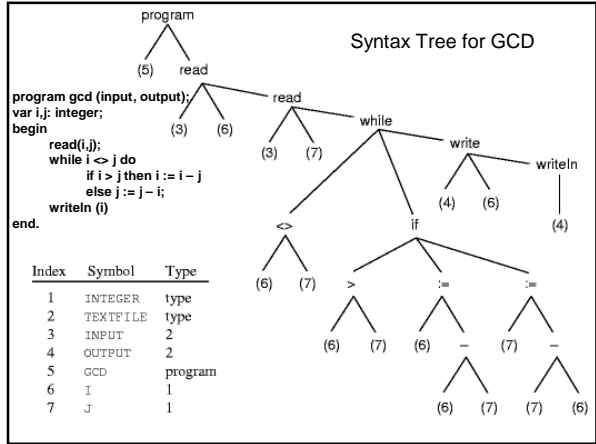 Syntax Tree for GCD
program
(5) read
program gcd (input, output);
var i,j: integer;
begin
read(i,j);
while i <> j do
if i > j then i := i – j
else j := j – i;
writeln (i)
end.
read
(3) (6)
while
(3) (7)
write
writeln
(4) (6)
(4)
<> if
(6) (7)
> := :=
(6) (7) (6) – (7) –
(6) (7) (7) (6)
Index Symbol Type
1 INTEGER type
2 TEXTFILE type
3 INPUT 2
4 OUTPUT 2
5 GCD program
6 I 1
7 J 1